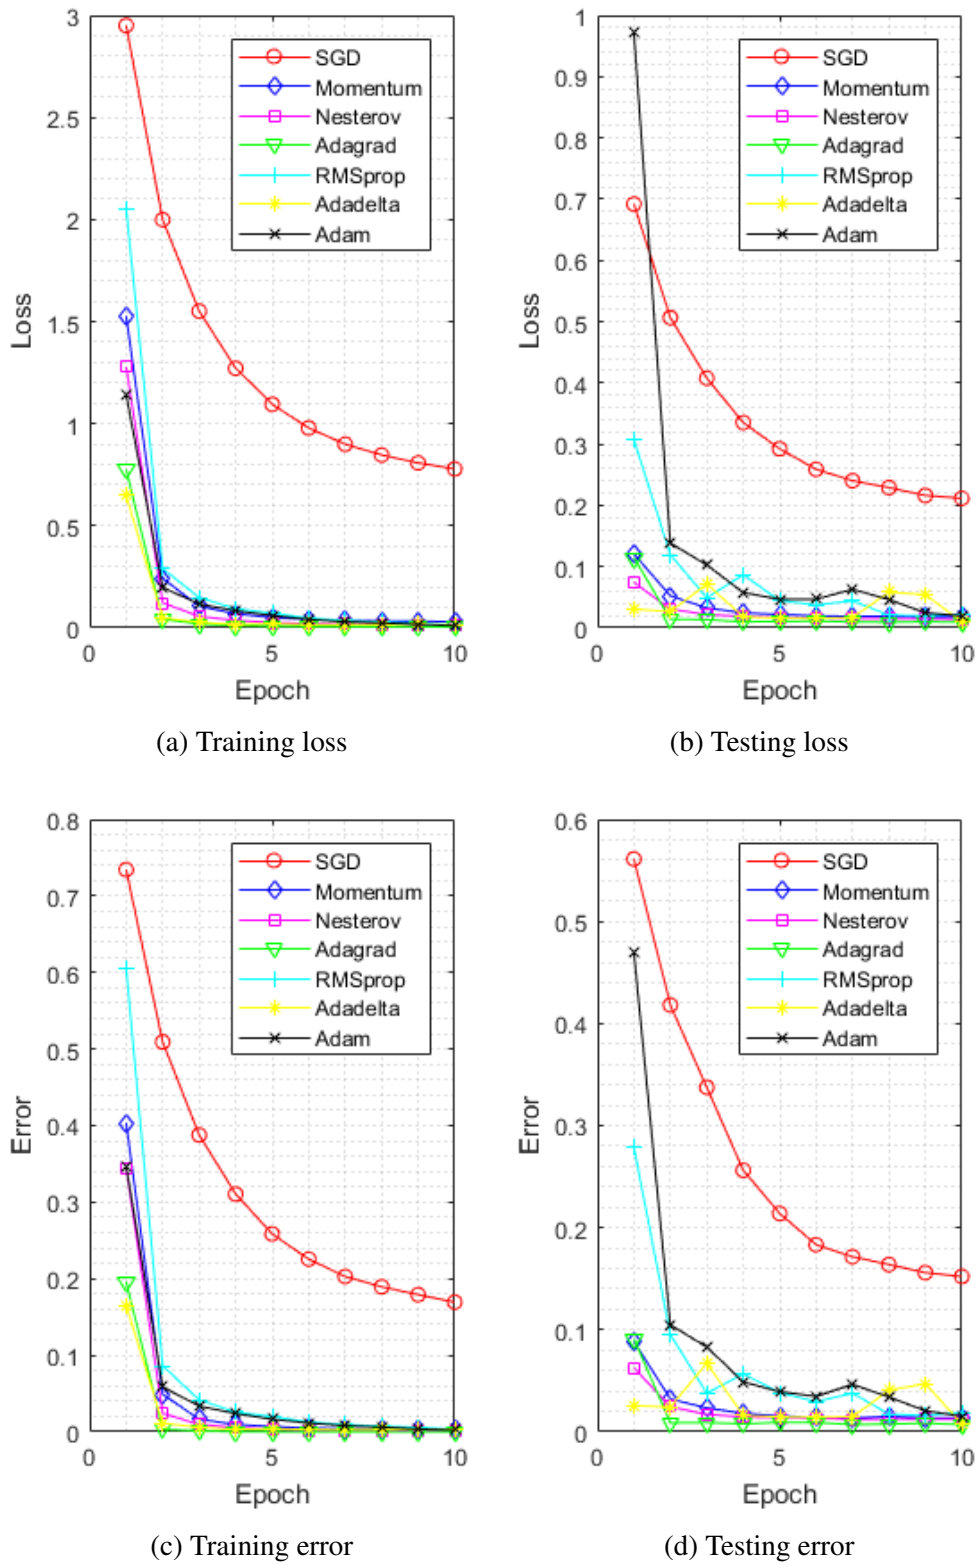 3
2.5
2
1.5
1
0.5
0
0
5
10
Loss
Epoch
SGD
Momentum
Nesterov
Adagrad
RMSprop
Adadelta
Adam
(a) Training loss
1
0.9
0.8
0.7
0.6
0.5
0.4
0.3
0.2
0.1
0
0
5
10
Loss
Epoch
SGD
Momentum
Nesterov
Adagrad
RMSprop
Adadelta
Adam
(b) Testing loss
0.8
0.7
0.6
0.5
0.4
0.3
0.2
0.1
0
0
5
10
Error
Epoch
SGD
Momentum
Nesterov
Adagrad
RMSprop
Adadelta
Adam
(c) Training error
0.6
0.5
0.4
0.3
0.2
0.1
0
0
5
10
Error
Epoch
SGD
Momentum
Nesterov
Adagrad
RMSprop
Adadelta
Adam
(d) Testing error